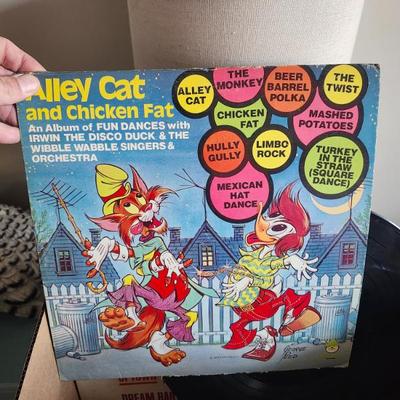 Alley Cat
and Chicken Fat
An Album of FUN DANCES with
IRWIN THE DISCO DUCK & THE
WIBBLE WABBLE SINGERS &
ORCHESTRA
ALLEY
CAT
THE
MONKEY
BEER
BARREL
POLKA
THE
TWIST
CHICKEN
FAT
MASHED
POTATOES
HULLY
GULLY
LIMBO
ROCK
TURKEY
IN THE
STRAW
(SQUARE
DANCE)
MEXICAN
HAT
DANCE
DREAM